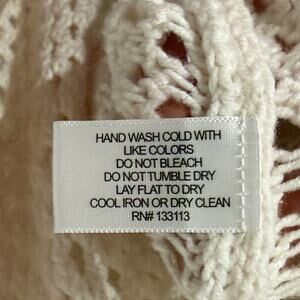 HAND WASH COLD WITH
LIKE COLORS
DO NOT BLEACH
DO NOT TUMBLE DRY
LAY FLAT TO DRY
COOL IRON OR DRY CLEAN
RN# 133113